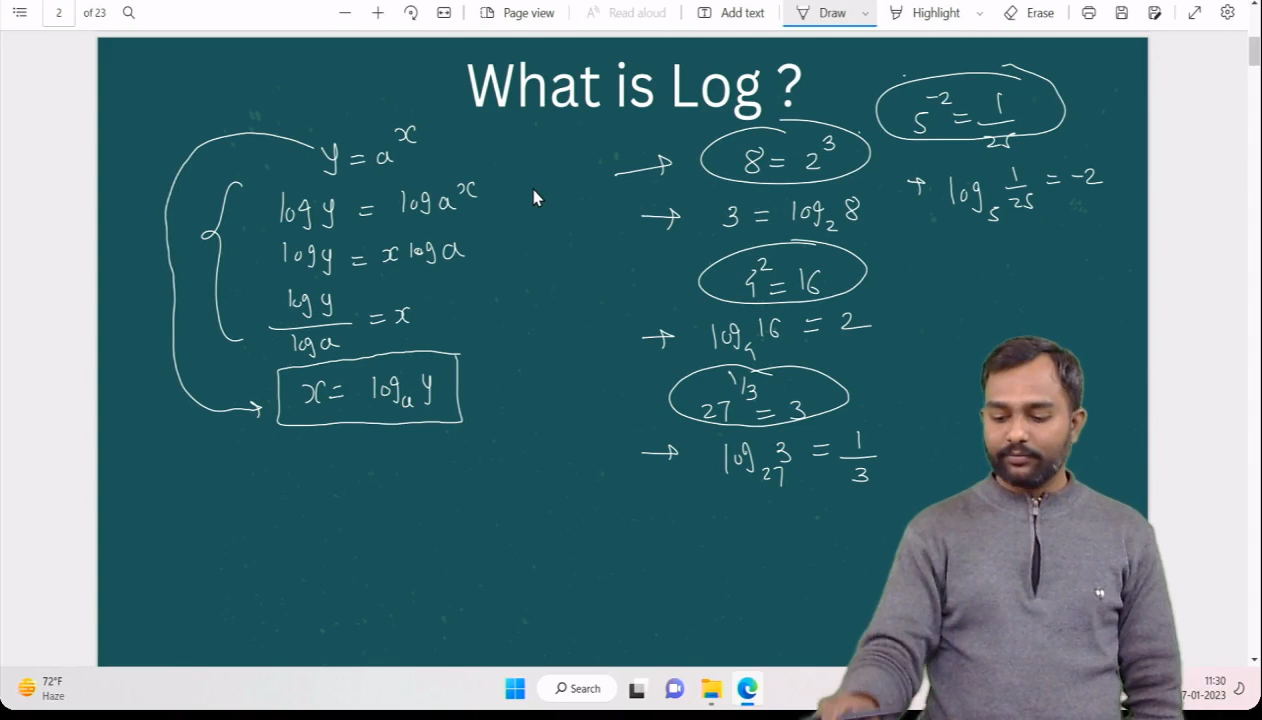 2 of 23 Page view Read aloud Add text Draw Highlight Erase
What is Log ?
y = a^x
log y = log a^x
log y = x log a
log y / log a = x
x = log_a y
8 = 2^3
3 = log_2 8
4^2 = 16
log_4 16 = 2
27^1/3 = 3
log_27 3 = 1/3
5^-2 = 1/25
log_5 1/25 = -2
72°F
Haze
Search
11:30
7-01-2023